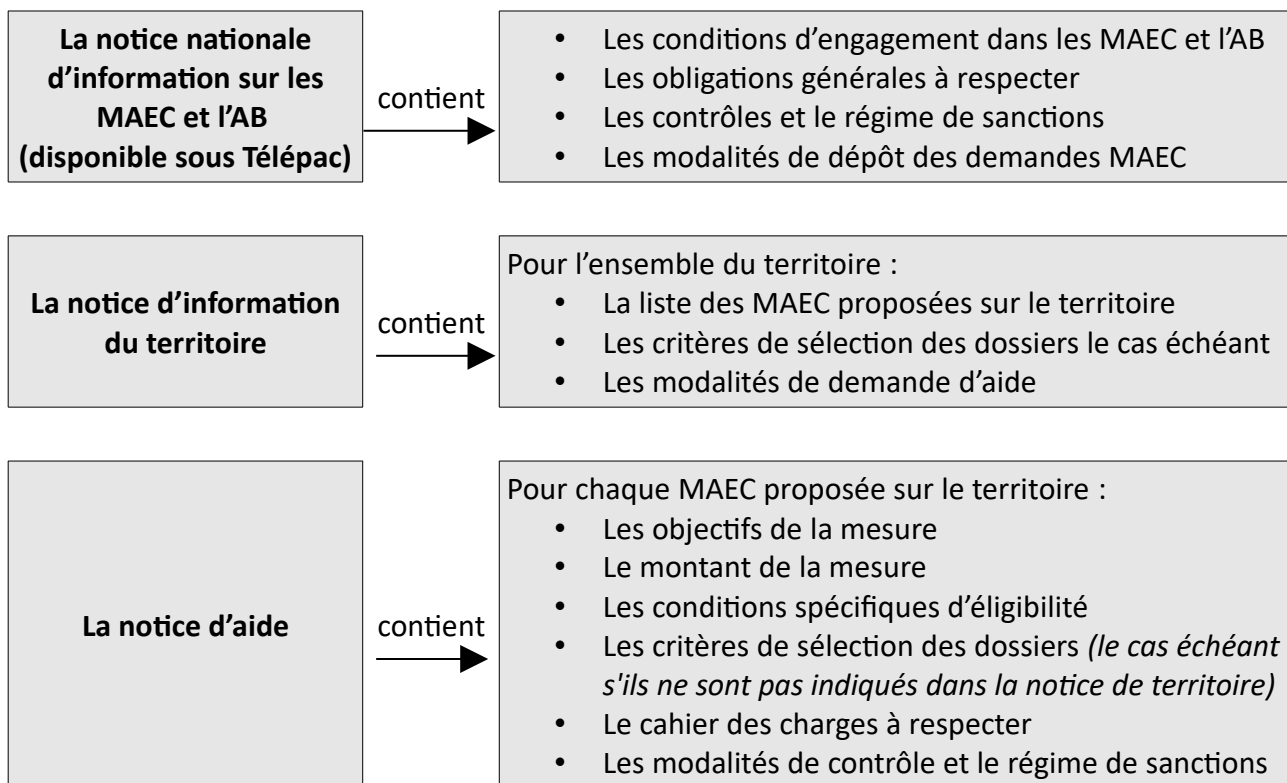 La notice nationale
d’information sur les
MAEC et l’AB
(disponible sous Télépac)
contient
• Les conditions d’engagement dans les MAEC et l’AB
• Les obligations générales à respecter
• Les contrôles et le régime de sanctions
• Les modalités de dépôt des demandes MAEC
La notice d’information
du territoire
contient
Pour l’ensemble du territoire :
• La liste des MAEC proposées sur le territoire
• Les critères de sélection des dossiers le cas échéant
• Les modalités de demande d’aide
La notice d’aide
contient
Pour chaque MAEC proposée sur le territoire :
• Les objectifs de la mesure
• Le montant de la mesure
• Les conditions spécifiques d’éligibilité
• Les critères de sélection des dossiers (le cas échéant
s'ils ne sont pas indiqués dans la notice de territoire)
• Le cahier des charges à respecter
• Les modalités de contrôle et le régime de sanctions